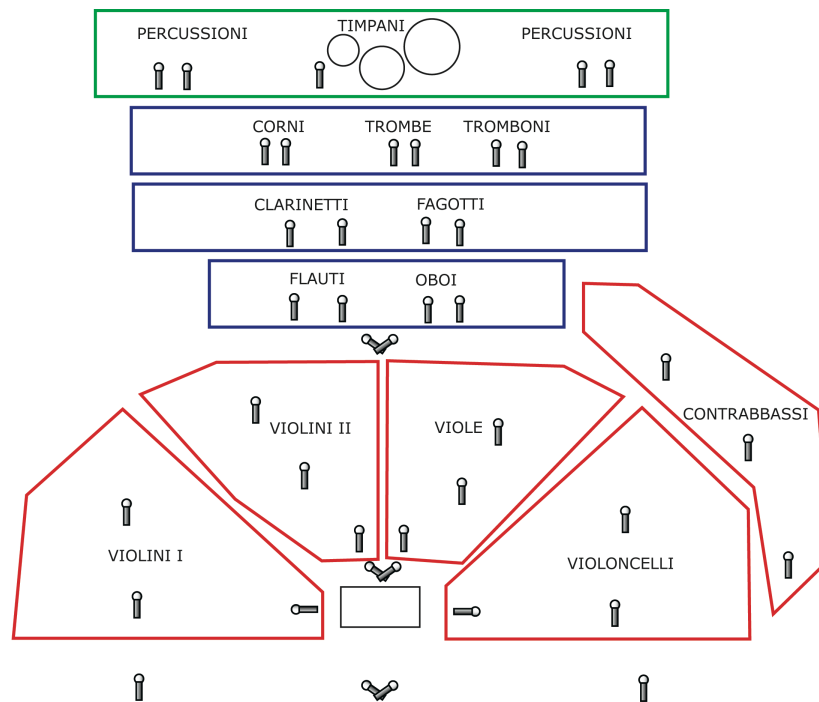 TIMPANI
PERCUSSIONI
PERCUSSIONI
CORNI
TROMBE
TROMBONI
CLARINETTI
FAGOTTI
FLAUTI
OBOI
CONTRABBASSI
VIOLINI II
VIOLE
VIOLINI I
VIOLONCELLI